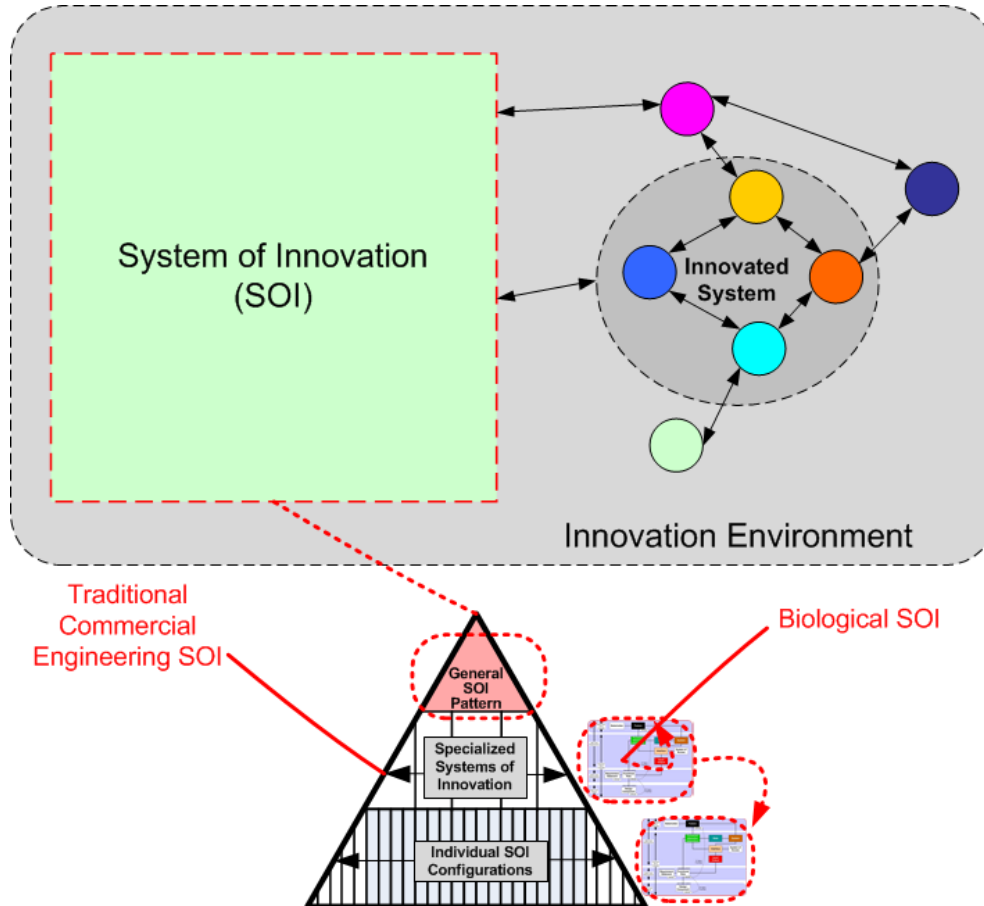 System of Innovation
(SOI)
Innovated
System
Innovation Environment
Traditional
Commercial
Engineering SOI
Biological SOI
General
SOI
Pattern
Specialized
Systems of
Innovation
Individual SOI
Configurations